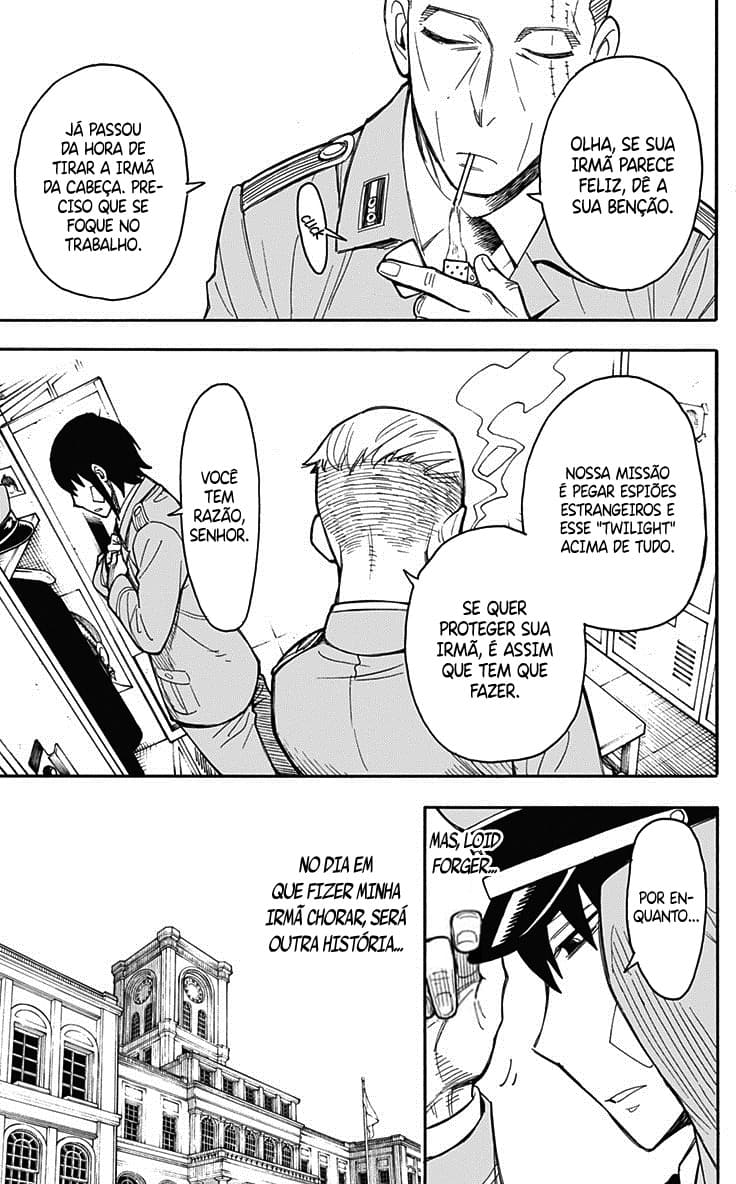 OLHA, SE SUA
IRMÃ PARECE
FELIZ, DÊ A
SUA BENÇÃO.
CLICK
JÁ PASSOU
DA HORA DE
TIRAR A IRMÃ
DA CABEÇA. PRE-
CISO QUE SE
FOQUE NO
TRABALHO.
NOSSA MISSÃO
É PEGAR ESPIÕES
ESTRANGEIROS E
ESSE "TWILIGHT"
ACIMA DE TUDO.
SE QUER
PROTEGER SUA
IRMÃ, É ASSIM
QUE TEM QUE
FAZER.
VOCÊ
TEM
RAZÃO,
SENHOR.
POR EN-
QUANTO...
MAS, LOID
FORGER...
NO DIA EM
QUE FIZER MINHA
IRMÃ CHORAR, SERÁ
OUTRA HISTÓRIA...